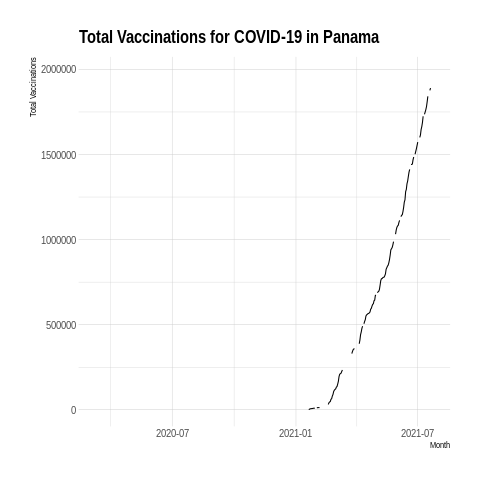 Total Vaccinations for COVID-19 in Panama
Total Vaccinations
2000000
1500000
1000000
500000
0
2020-07 2021-01 2021-07
Month